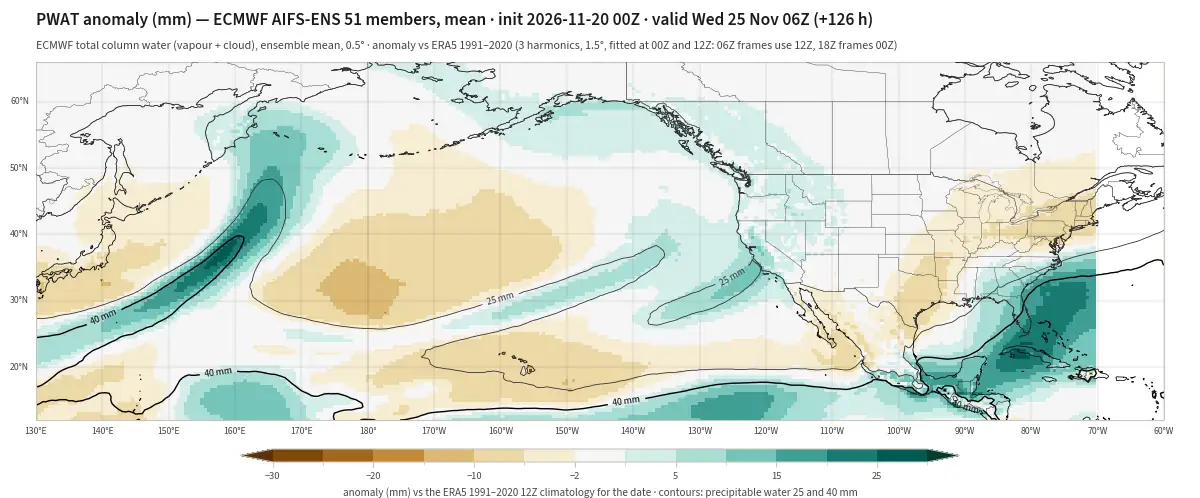 PWAT anomaly (mm) — ECMWF AIFS-ENS 51 members, mean · init 2026-11-20 00Z · valid Wed 25 Nov 06Z (+126 h)
ECMWF total column water (vapour + cloud), ensemble mean, 0.5° · anomaly vs ERA5 1991–2020 (3 harmonics, 1.5°, fitted at 00Z and 12Z: 06Z frames use 12Z, 18Z frames 00Z)
60°N
50°N
40°N
30°N
20°N
25 mm
25 mm
40 mm
40 mm
40 mm
40 mm
130°E 140°E 150°E 160°E 170°E 180° 170°W 160°W 150°W 140°W 130°W 120°W 110°W 100°W 90°W 80°W 70°W 60°W
−30 −20 −10 −2 5 15 25
anomaly (mm) vs the ERA5 1991–2020 12Z climatology for the date · contours: precipitable water 25 and 40 mm